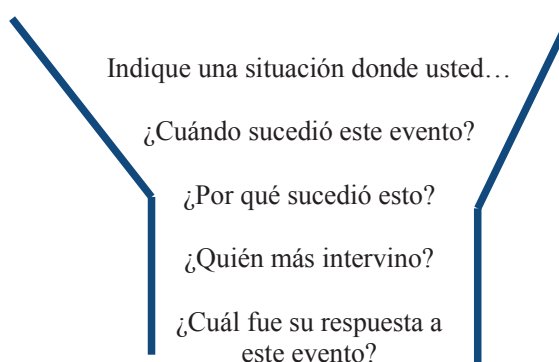 Indique una situación donde usted…
¿Cuándo sucedió este evento?
¿Por qué sucedió esto?
¿Quién más intervino?
¿Cuál fue su respuesta a
este evento?